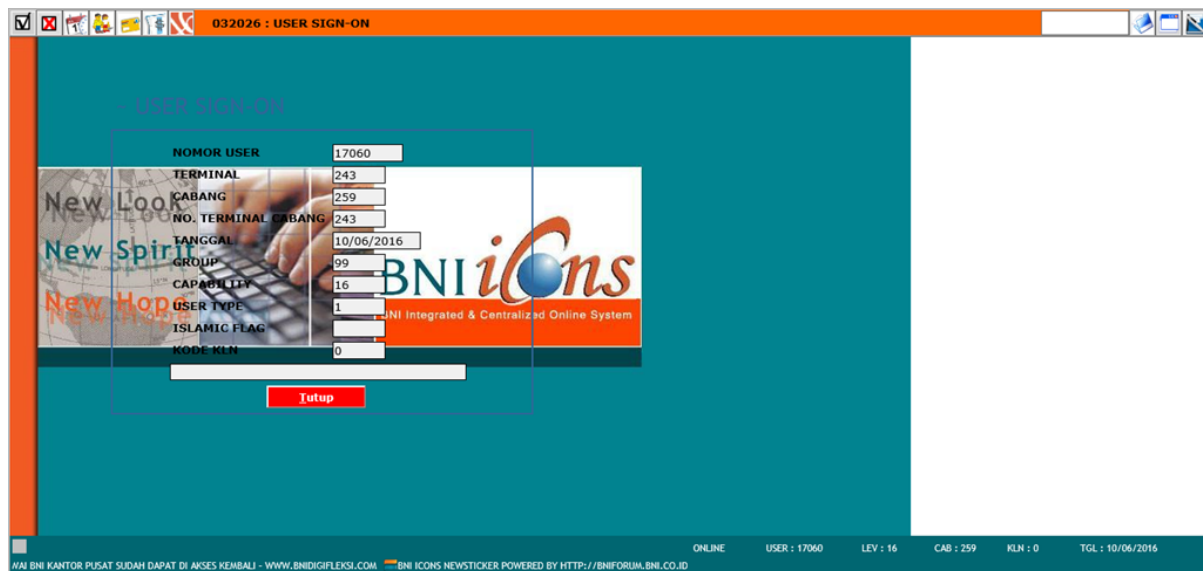 032026 : USER SIGN-ON
- USER SIGN-ON
NOMOR USER 17060
TERMINAL 243
CABANG 259
NO. TERMINAL CABANG 243
TANGGAL 10/06/2016
GROUP 99
CAPABILITY 16
USER TYPE 1
ISLAMIC FLAG
KODE KLN 0
Tutup
New Look
New Spirit
New Hope
BNI icons
BNI Integrated & Centralized Online System
ONLINE USER : 17060 LEV : 16 CAB : 259 KLN : 0 TGL : 10/06/2016
BNI KANTOR PUSAT SUDAH DAPAT DI AKSES KEMBALI - WWW.BNIDIGIFLEKSI.COM BNI ICONS NEWSTICKER POWERED BY HTTP://BNIFORUM.BNI.CO.ID